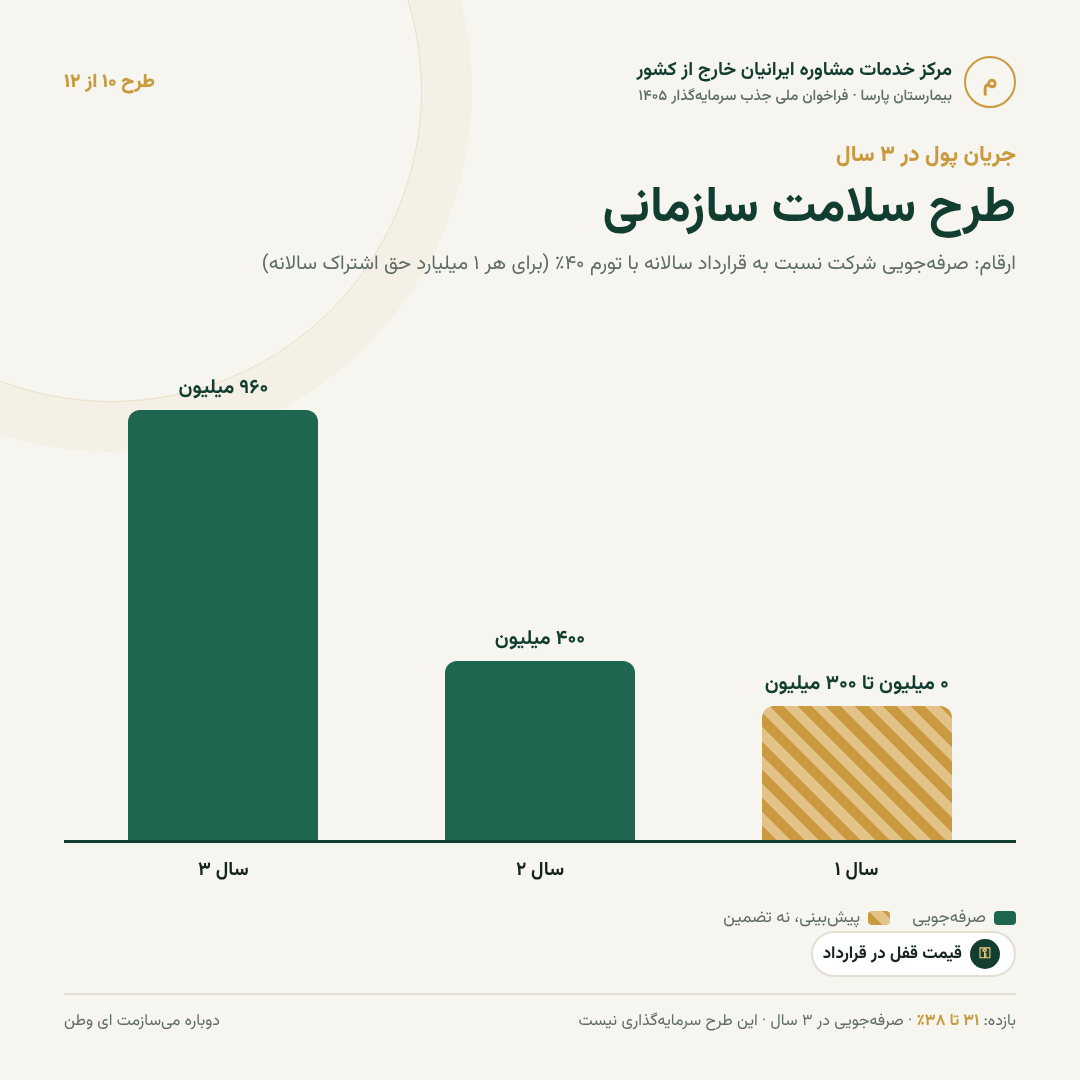 م
مرکز خدمات مشاوره ایرانیان خارج از کشور
بیمارستان پارسا · فراخوان ملی جذب سرمایه‌گذار ۱۴۰۵
طرح ۱۰ از ۱۲
جریان پول در ۳ سال
طرح سلامت سازمانی
ارقام: صرفه‌جویی شرکت نسبت به قرارداد سالانه با تورم ۴۰٪ (برای هر ۱ میلیارد حق اشتراک سالانه)
۰ میلیون تا ۳۰۰ میلیون
۴۰۰ میلیون
۹۶۰ میلیون
سال ۱
سال ۲
سال ۳
صرفه‌جویی
پیش‌بینی، نه تضمین
قیمت قفل در قرارداد
بازده: ۳۱ تا ۳۸٪ · صرفه‌جویی در ۳ سال · این طرح سرمایه‌گذاری نیست
دوباره می‌سازمت ای وطن